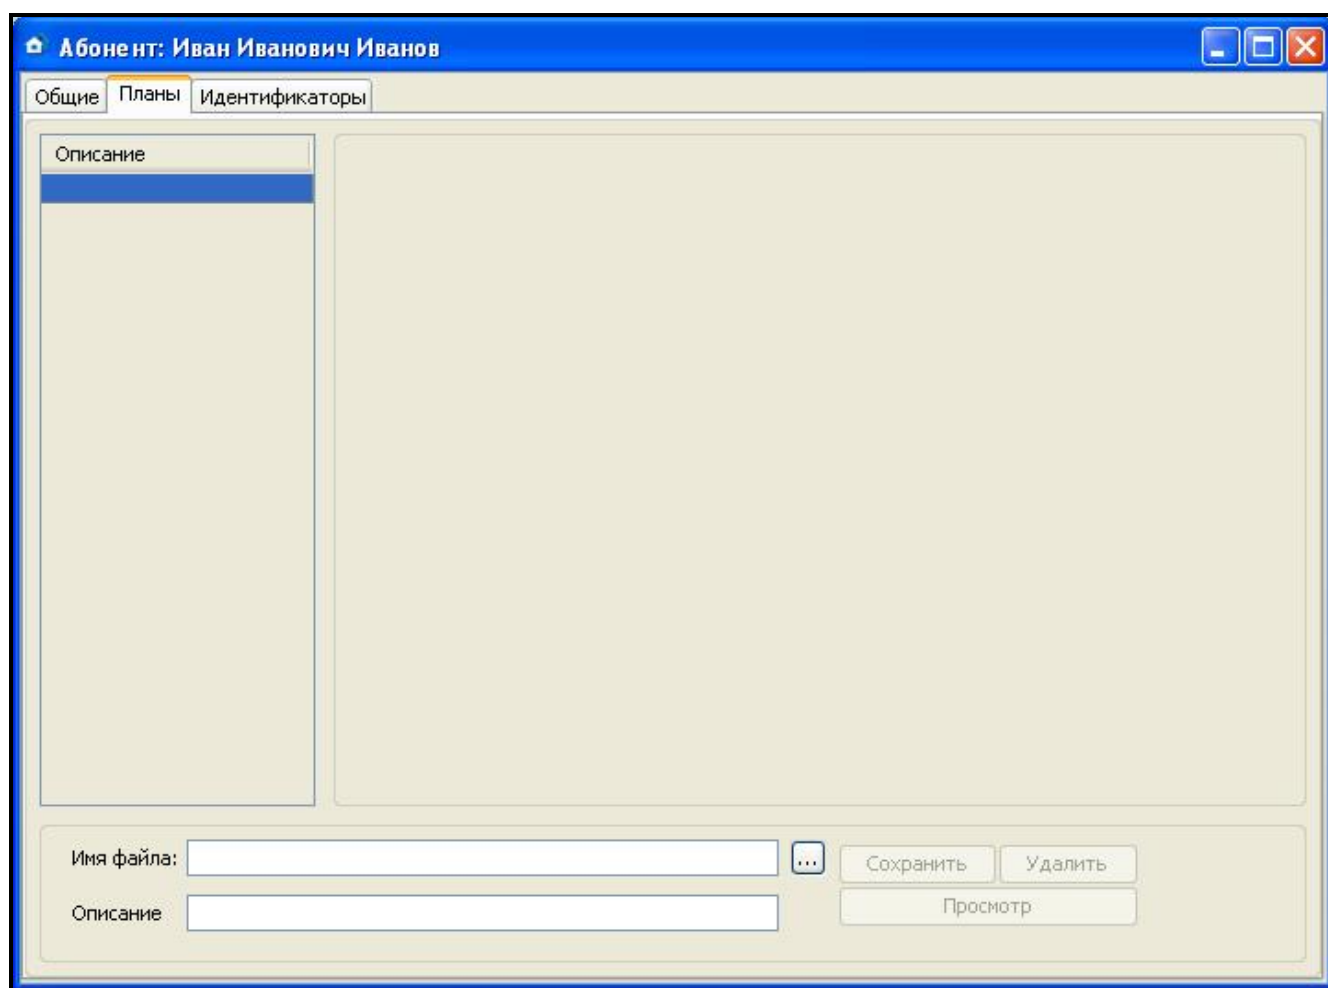 Абонент: Иван Иванович Иванов
Общие Планы Идентификаторы
Описание
Имя файла: ... Сохранить Удалить
Просмотр
Описание